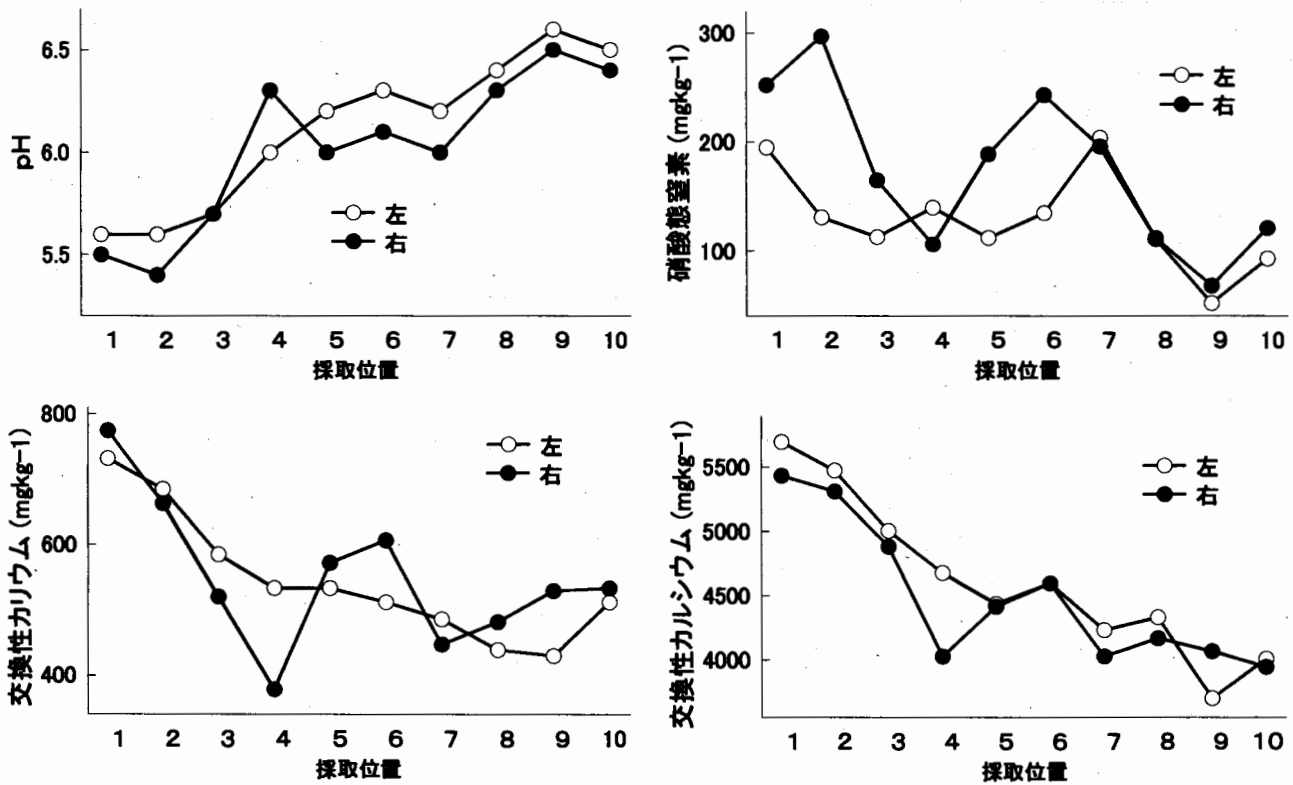 pH
6.5
6.0
5.5
左
右
1 2 3 4 5 6 7 8 9 10
採取位置
硝酸態窒素 (mgkg-1)
300
200
100
左
右
1 2 3 4 5 6 7 8 9 10
採取位置
交換性カリウム (mgkg-1)
800
600
400
左
右
1 2 3 4 5 6 7 8 9 10
採取位置
交換性カルシウム (mgkg-1)
5500
5000
4500
4000
左
右
1 2 3 4 5 6 7 8 9 10
採取位置